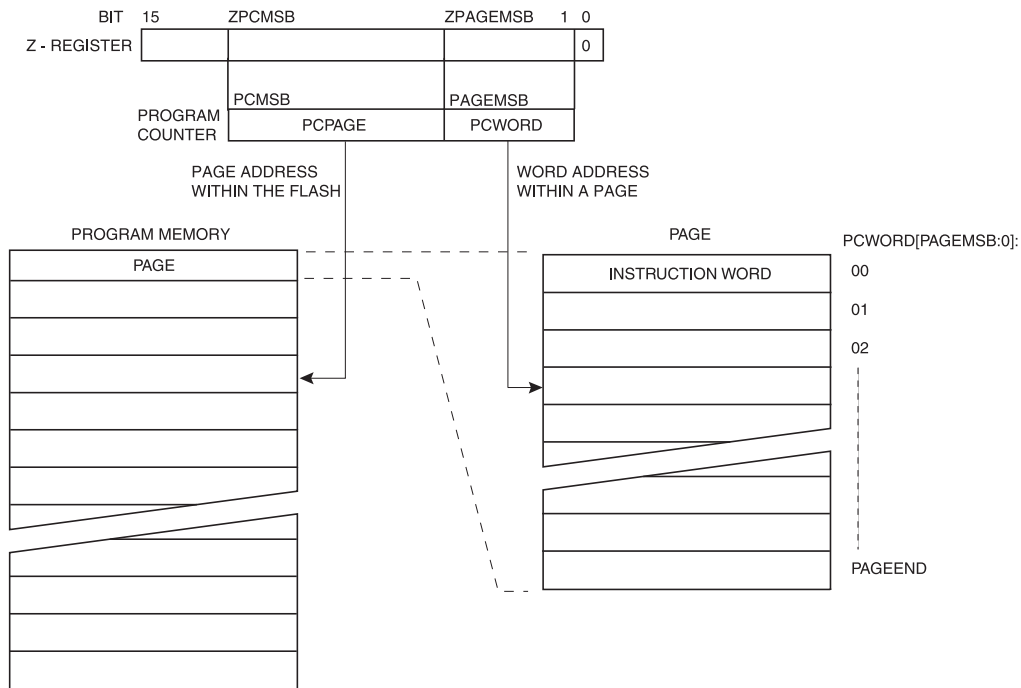 BIT 15 ZPCMSB ZPAGEMSB 1 0
Z - REGISTER 0
PCMSB PAGEMSB
PROGRAM
COUNTER
PCPAGE PCWORD
PAGE ADDRESS
WITHIN THE FLASH
WORD ADDRESS
WITHIN A PAGE
PROGRAM MEMORY
PAGE
PAGE
PCWORD[PAGEMSB:0]:
INSTRUCTION WORD 00
01
02
PAGEEND